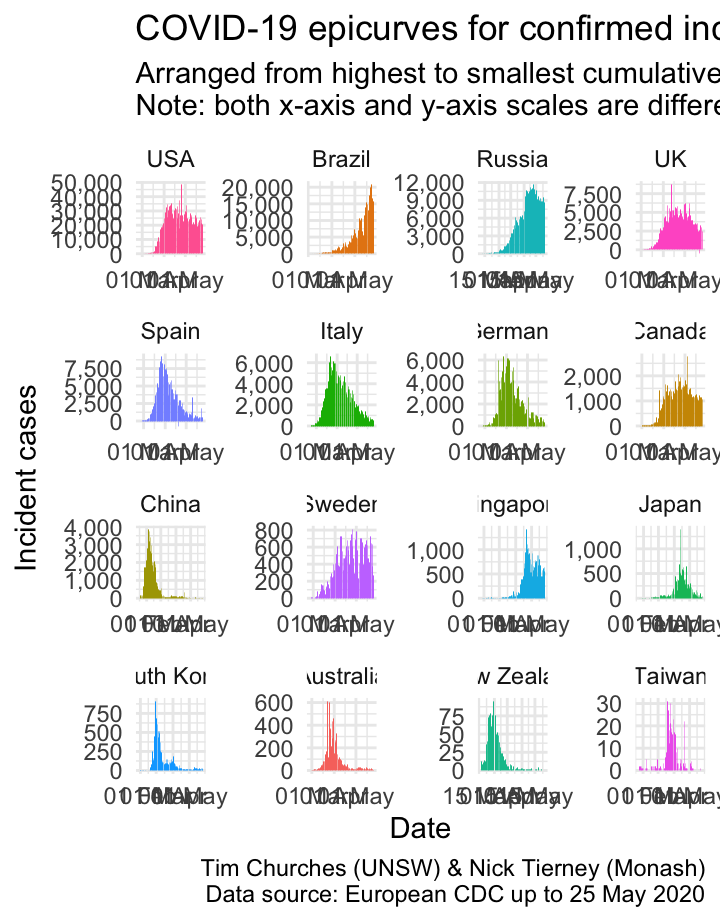 COVID-19 epicurves for confirmed inc
Arranged from highest to smallest cumulative
Note: both x-axis and y-axis scales are differe
USA Brazil Russia UK
50,000 20,000 12,000 7,500
40,000 15,000 9,000 5,000
30,000 10,000 6,000 2,500
20,000 5,000 3,000 0
10,000 0 0
0
Spain Italy German Canada
7,500 6,000 6,000 2,000
5,000 4,000 4,000 1,000
2,500 2,000 2,000 0
0 0 0
China Sweden ingapor Japan
4,000 800 1,000 1,000
3,000 600 500 500
2,000 400 0 0
1,000 200
0 0
uth Kor Australia w Zeala Taiwan
750 600 75 30
500 400 50 20
250 200 25 10
0 0 0 0
Incident cases
Date
Tim Churches (UNSW) & Nick Tierney (Monash)
Data source: European CDC up to 25 May 2020